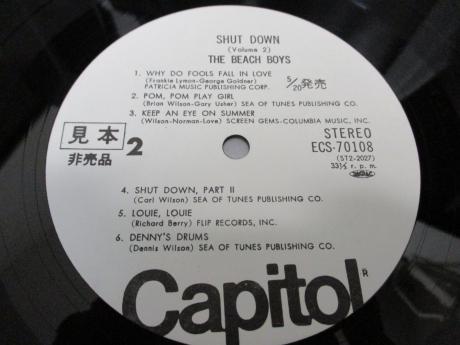 SHUT DOWN
(Volume 2)
THE BEACH BOYS
1. WHY DO FOOLS FALL IN LOVE
(Frankie Lymon-George Goldner)
PATRICIA MUSIC PUBLISHING CORP.
5/20発売
2. POM, POM PLAY GIRL
(Brian Wilson-Gary Usher) SEA OF TUNES PUBLISHING CO.
3. KEEP AN EYE ON SUMMER
(Wilson-Norman-Love) SCREEN GEMS-COLUMBIA MUSIC, INC.
見本
非売品
2
STEREO
ECS-70108
(ST2-2027)
33⅓ r.p.m.
4. SHUT DOWN, PART II
(Carl Wilson) SEA OF TUNES PUBLISHING CO.
5. LOUIE, LOUIE
(Richard Berry) FLIP RECORDS, INC.
6. DENNY'S DRUMS
(Dennis Wilson) SEA OF TUNES PUBLISHING CO.
Capitol®